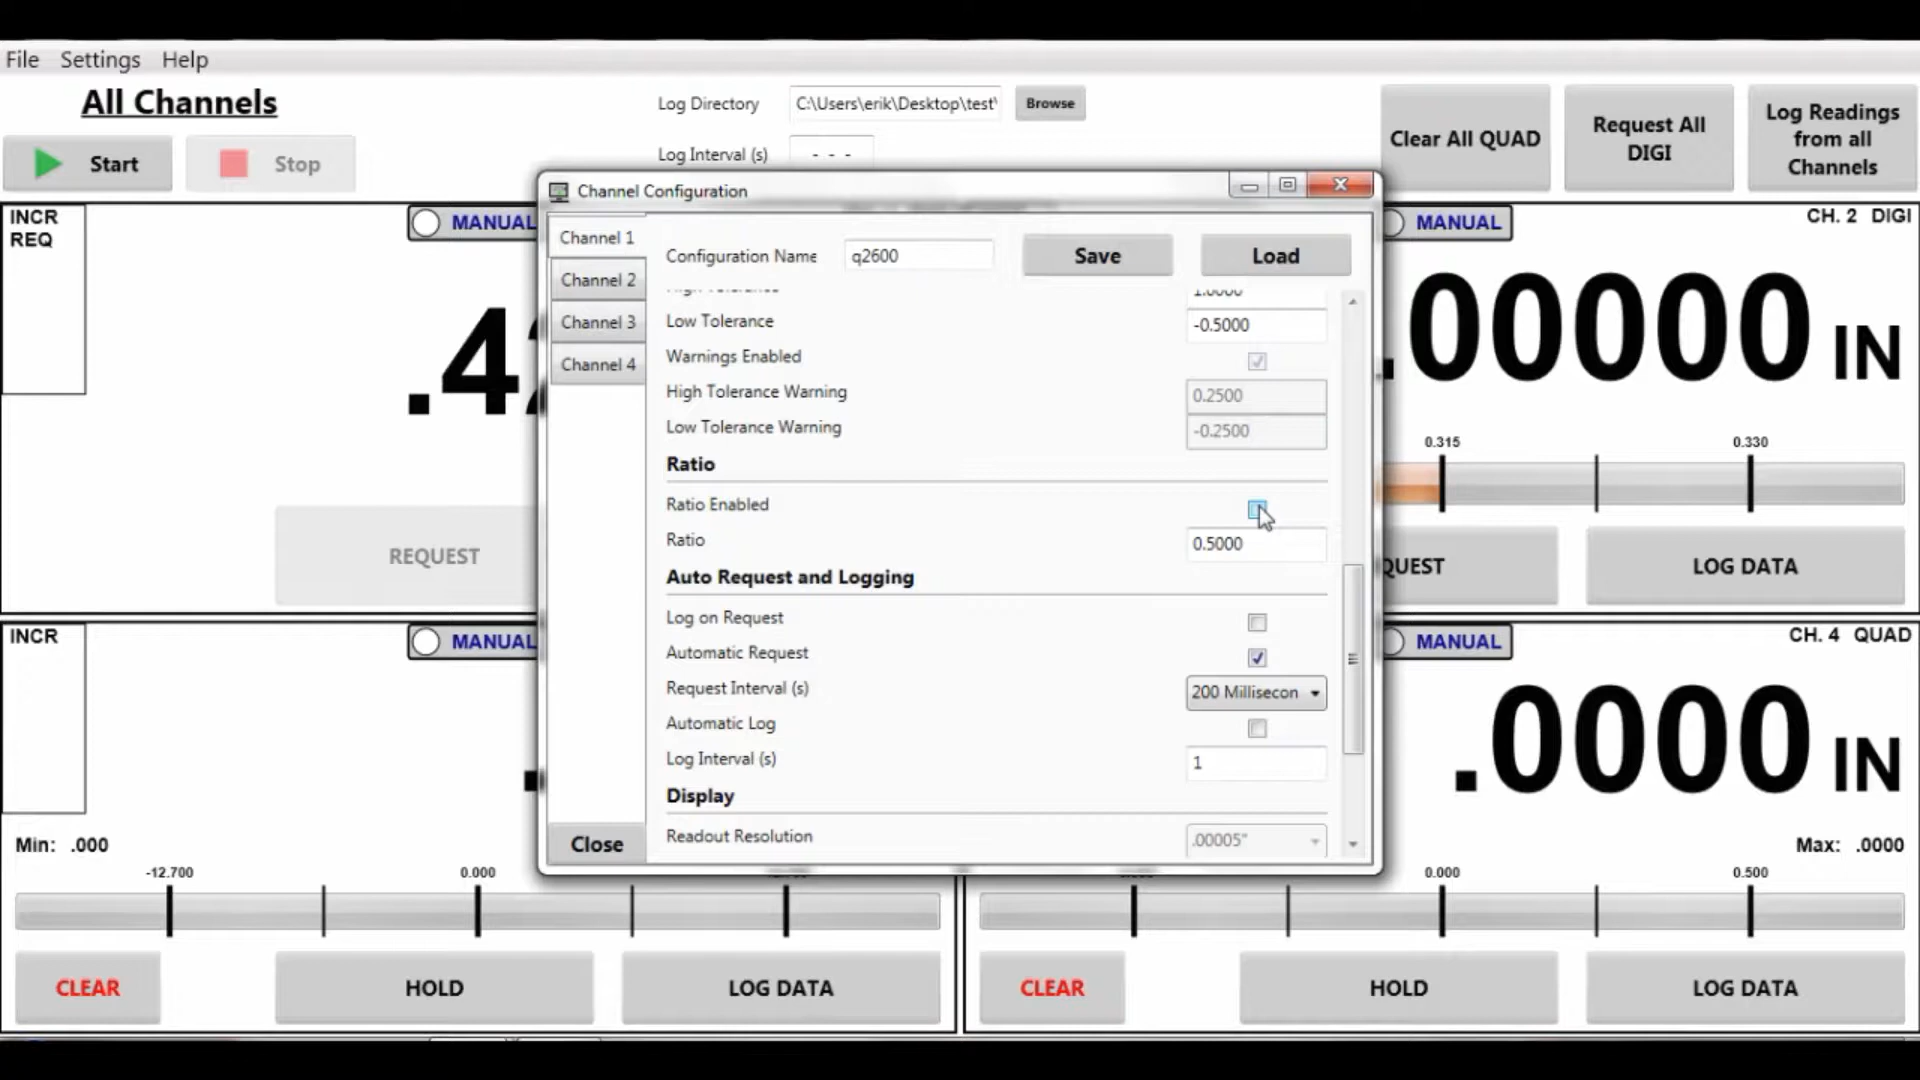 File Settings Help
All Channels
Start
Stop
Log Directory
C:\Users\erik\Desktop\test\
Browse
Log Interval (s)
- - -
Clear All QUAD
Request All
DIGI
Log Readings
from all
Channels
INCR
REQ
MANUAL
REQUEST
MANUAL
CH. 2 DIGI
.00000 IN
0.315
0.330
LOG DATA
Channel Configuration
Channel 1
Channel 2
Channel 3
Channel 4
Close
Configuration Name
q2600
Save
Load
Low Tolerance
-0.5000
Warnings Enabled
High Tolerance Warning
0.2500
Low Tolerance Warning
-0.2500
Ratio
Ratio Enabled
Ratio
0.5000
Auto Request and Logging
Log on Request
Automatic Request
Request Interval (s)
200 Millisecon
Automatic Log
Log Interval (s)
1
Display
Readout Resolution
.00005"
INCR
MANUAL
Min: .000
-12.700
0.000
CLEAR
HOLD
LOG DATA
MANUAL
CH. 4 QUAD
.0000 IN
Max: .0000
0.000
0.500
CLEAR
HOLD
LOG DATA